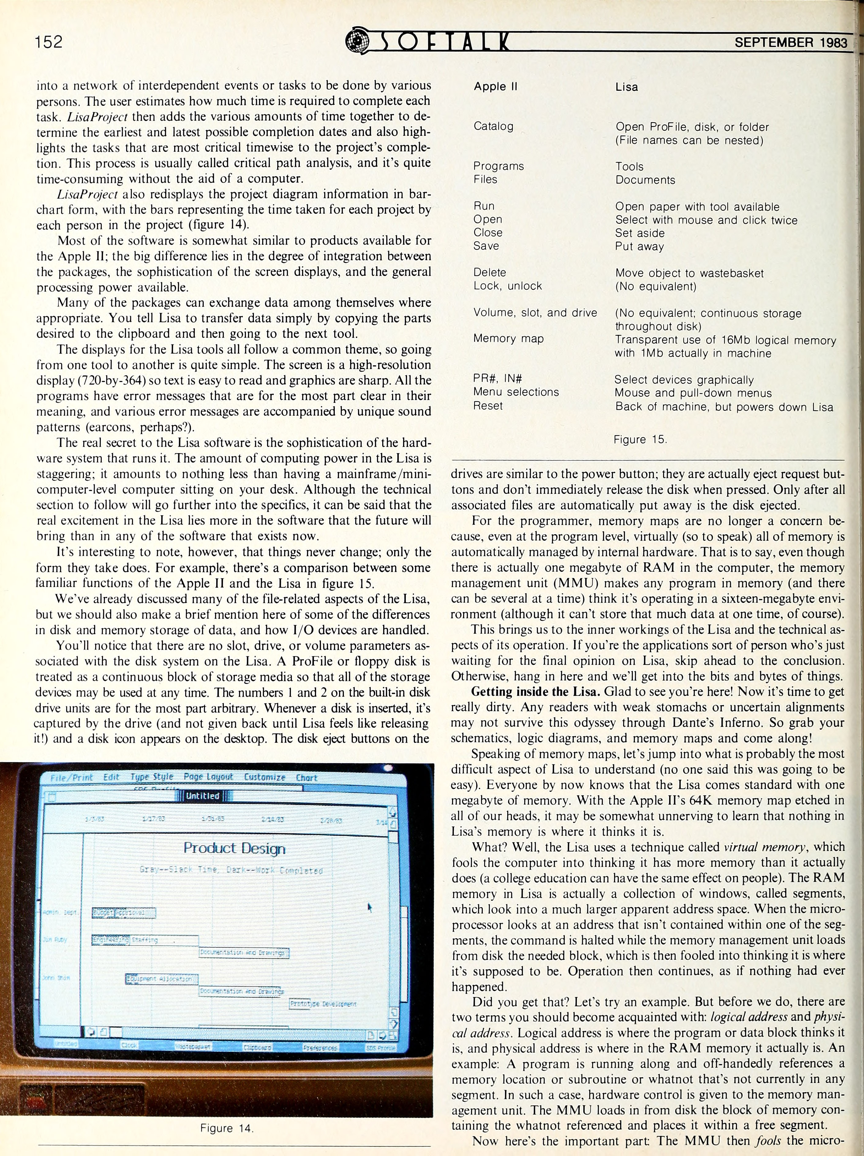 152
SOFTALK
SEPTEMBER 1983
into a network of interdependent events or tasks to be done by various
persons. The user estimates how much time is required to complete each
task. LisaProject then adds the various amounts of time together to de-
termine the earliest and latest possible completion dates and also high-
lights the tasks that are most critical timewise to the project's comple-
tion. This process is usually called critical path analysis, and it's quite
time-consuming without the aid of a computer.
LisaProject also redisplays the project diagram information in bar-
chart form, with the bars representing the time taken for each project by
each person in the project (figure 14).
Most of the software is somewhat similar to products available for
the Apple II; the big difference lies in the degree of integration between
the packages, the sophistication of the screen displays, and the general
processing power available.
Many of the packages can exchange data among themselves where
appropriate. You tell Lisa to transfer data simply by copying the parts
desired to the clipboard and then going to the next tool.
The displays for the Lisa tools all follow a common theme, so going
from one tool to another is quite simple. The screen is a high-resolution
display (720-by-364) so text is easy to read and graphics are sharp. All the
programs have error messages that are for the most part clear in their
meaning, and various error messages are accompanied by unique sound
patterns (earcons, perhaps?).
The real secret to the Lisa software is the sophistication of the hard-
ware system that runs it. The amount of computing power in the Lisa is
staggering; it amounts to nothing less than having a mainframe/mini-
computer-level computer sitting on your desk. Although the technical
section to follow will go further into the specifics, it can be said that the
real excitement in the Lisa lies more in the software that the future will
bring than in any of the software that exists now.
It's interesting to note, however, that things never change; only the
form they take does. For example, there's a comparison between some
familiar functions of the Apple II and the Lisa in figure 15.
We've already discussed many of the file-related aspects of the Lisa,
but we should also make a brief mention here of some of the differences
in disk and memory storage of data, and how I/O devices are handled.
You'll notice that there are no slot, drive, or volume parameters as-
sociated with the disk system on the Lisa. A ProFile or floppy disk is
treated as a continuous block of storage media so that all of the storage
devices may be used at any time. The numbers 1 and 2 on the built-in disk
drive units are for the most part arbitrary. Whenever a disk is inserted, it's
captured by the drive (and not given back until Lisa feels like releasing
it!) and a disk icon appears on the desktop. The disk eject buttons on the
File/Print Edit Type Style Page Layout Customize Chart
Untitled
1/3/83 1/17/83 1/31/83 2/14/83 2/28/83
Product Design
Gray--Slack Time, Dark--Work Completed
Admin. Dept.
Budget Approval
Engineering Staffing
Documentation And Drawings
Equipment Allocation
Documentation And Drawings
Prototype Development
Clock Wastebasket Clipboard Preferences
Figure 14.
Apple II Lisa
Catalog Open ProFile, disk, or folder
(File names can be nested)
Programs Tools
Files Documents
Run Open paper with tool available
Open Select with mouse and click twice
Close Set aside
Save Put away
Delete Move object to wastebasket
Lock, unlock (No equivalent)
Volume, slot, and drive (No equivalent; continuous storage
throughout disk)
Memory map Transparent use of 16Mb logical memory
with 1Mb actually in machine
PR#, IN# Select devices graphically
Menu selections Mouse and pull-down menus
Reset Back of machine, but powers down Lisa
Figure 15.
drives are similar to the power button; they are actually eject request but-
tons and don't immediately release the disk when pressed. Only after all
associated files are automatically put away is the disk ejected.
For the programmer, memory maps are no longer a concern be-
cause, even at the program level, virtually (so to speak) all of memory is
automatically managed by internal hardware. That is to say, even though
there is actually one megabyte of RAM in the computer, the memory
management unit (MMU) makes any program in memory (and there
can be several at a time) think it's operating in a sixteen-megabyte envi-
ronment (although it can't store that much data at one time, of course).
This brings us to the inner workings of the Lisa and the technical as-
pects of its operation. If you're the applications sort of person who's just
waiting for the final opinion on Lisa, skip ahead to the conclusion.
Otherwise, hang in here and we'll get into the bits and bytes of things.
Getting inside the Lisa. Glad to see you're here! Now it's time to get
really dirty. Any readers with weak stomachs or uncertain alignments
may not survive this odyssey through Dante's Inferno. So grab your
schematics, logic diagrams, and memory maps and come along!
Speaking of memory maps, let's jump into what is probably the most
difficult aspect of Lisa to understand (no one said this was going to be
easy). Everyone by now knows that the Lisa comes standard with one
megabyte of memory. With the Apple II's 64K memory map etched in
all of our heads, it may be somewhat unnerving to learn that nothing in
Lisa's memory is where it thinks it is.
What? Well, the Lisa uses a technique called virtual memory, which
fools the computer into thinking it has more memory than it actually
does (a college education can have the same effect on people). The RAM
memory in Lisa is actually a collection of windows, called segments,
which look into a much larger apparent address space. When the micro-
processor looks at an address that isn't contained within one of the seg-
ments, the command is halted while the memory management unit loads
from disk the needed block, which is then fooled into thinking it is where
it's supposed to be. Operation then continues, as if nothing had ever
happened.
Did you get that? Let's try an example. But before we do, there are
two terms you should become acquainted with: logical address and physi-
cal address. Logical address is where the program or data block thinks it
is, and physical address is where in the RAM memory it actually is. An
example: A program is running along and off-handedly references a
memory location or subroutine or whatnot that's not currently in any
segment. In such a case, hardware control is given to the memory man-
agement unit. The MMU loads in from disk the block of memory con-
taining the whatnot referenced and places it within a free segment.
Now here's the important part: The MMU then fools the micro-